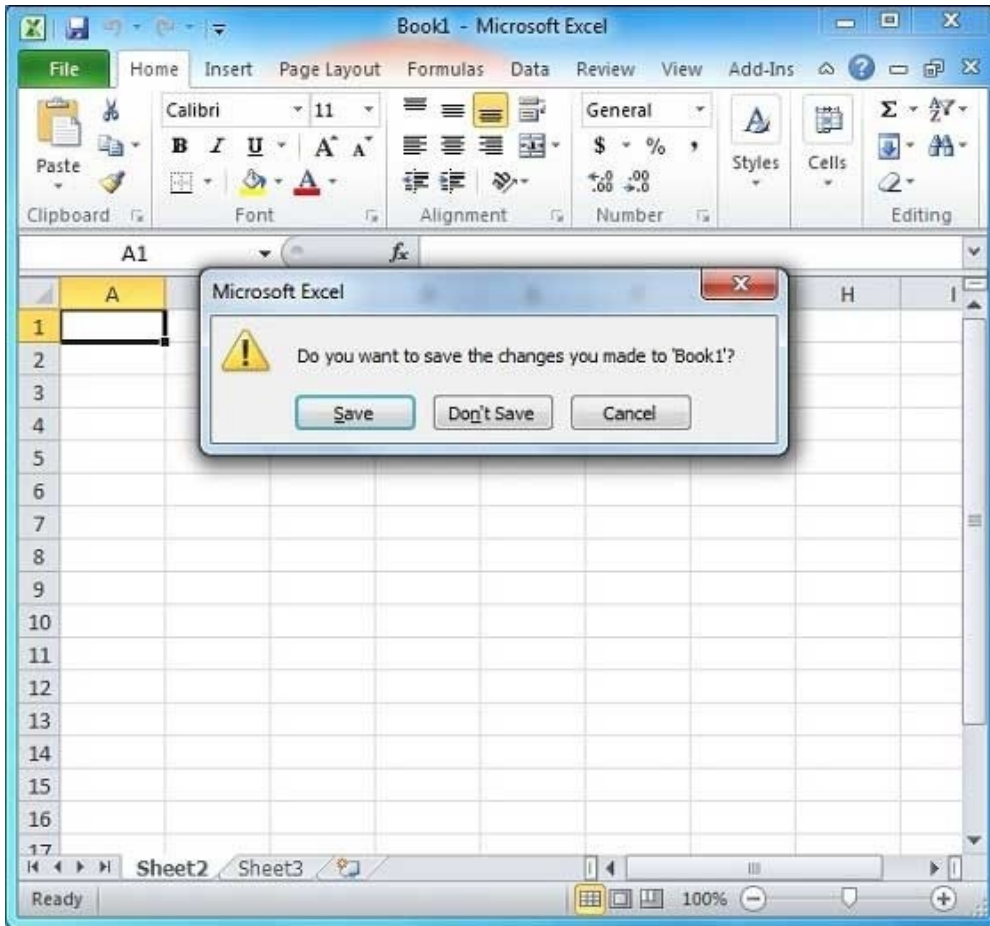 Book1 - Microsoft Excel
File Home Insert Page Layout Formulas Data Review View Add-Ins
Calibri 11 General
Paste B I U A A $ % , Styles Cells
Clipboard Font Alignment Number Editing
A1 fx
Microsoft Excel
A H I
Do you want to save the changes you made to 'Book1'?
Save Don't Save Cancel
1
2
3
4
5
6
7
8
9
10
11
12
13
14
15
16
17
Sheet2 Sheet3
Ready 100%